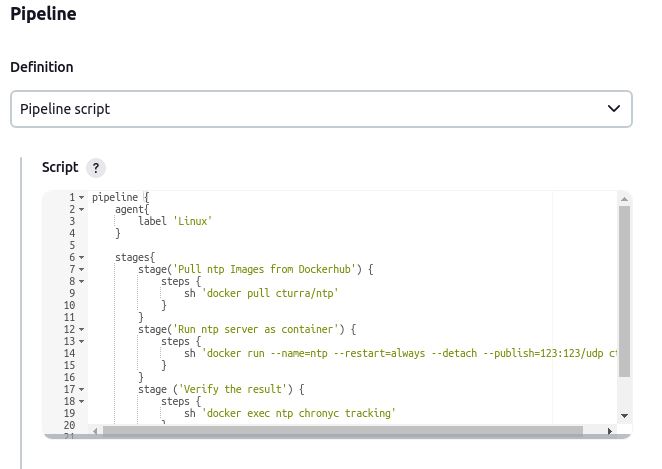 Pipeline
Definition
Pipeline script
Script ?
1 pipeline {
2     agent{
3         label 'Linux'
4     }
5
6     stages{
7         stage('Pull ntp Images from Dockerhub') {
8             steps {
9                 sh 'docker pull cturra/ntp'
10             }
11         }
12         stage('Run ntp server as container') {
13             steps {
14                 sh 'docker run --name=ntp --restart=always --detach --publish=123:123/udp ct
15             }
16         }
17         stage ('Verify the result') {
18             steps {
19                 sh 'docker exec ntp chronyc tracking'
20             }
21